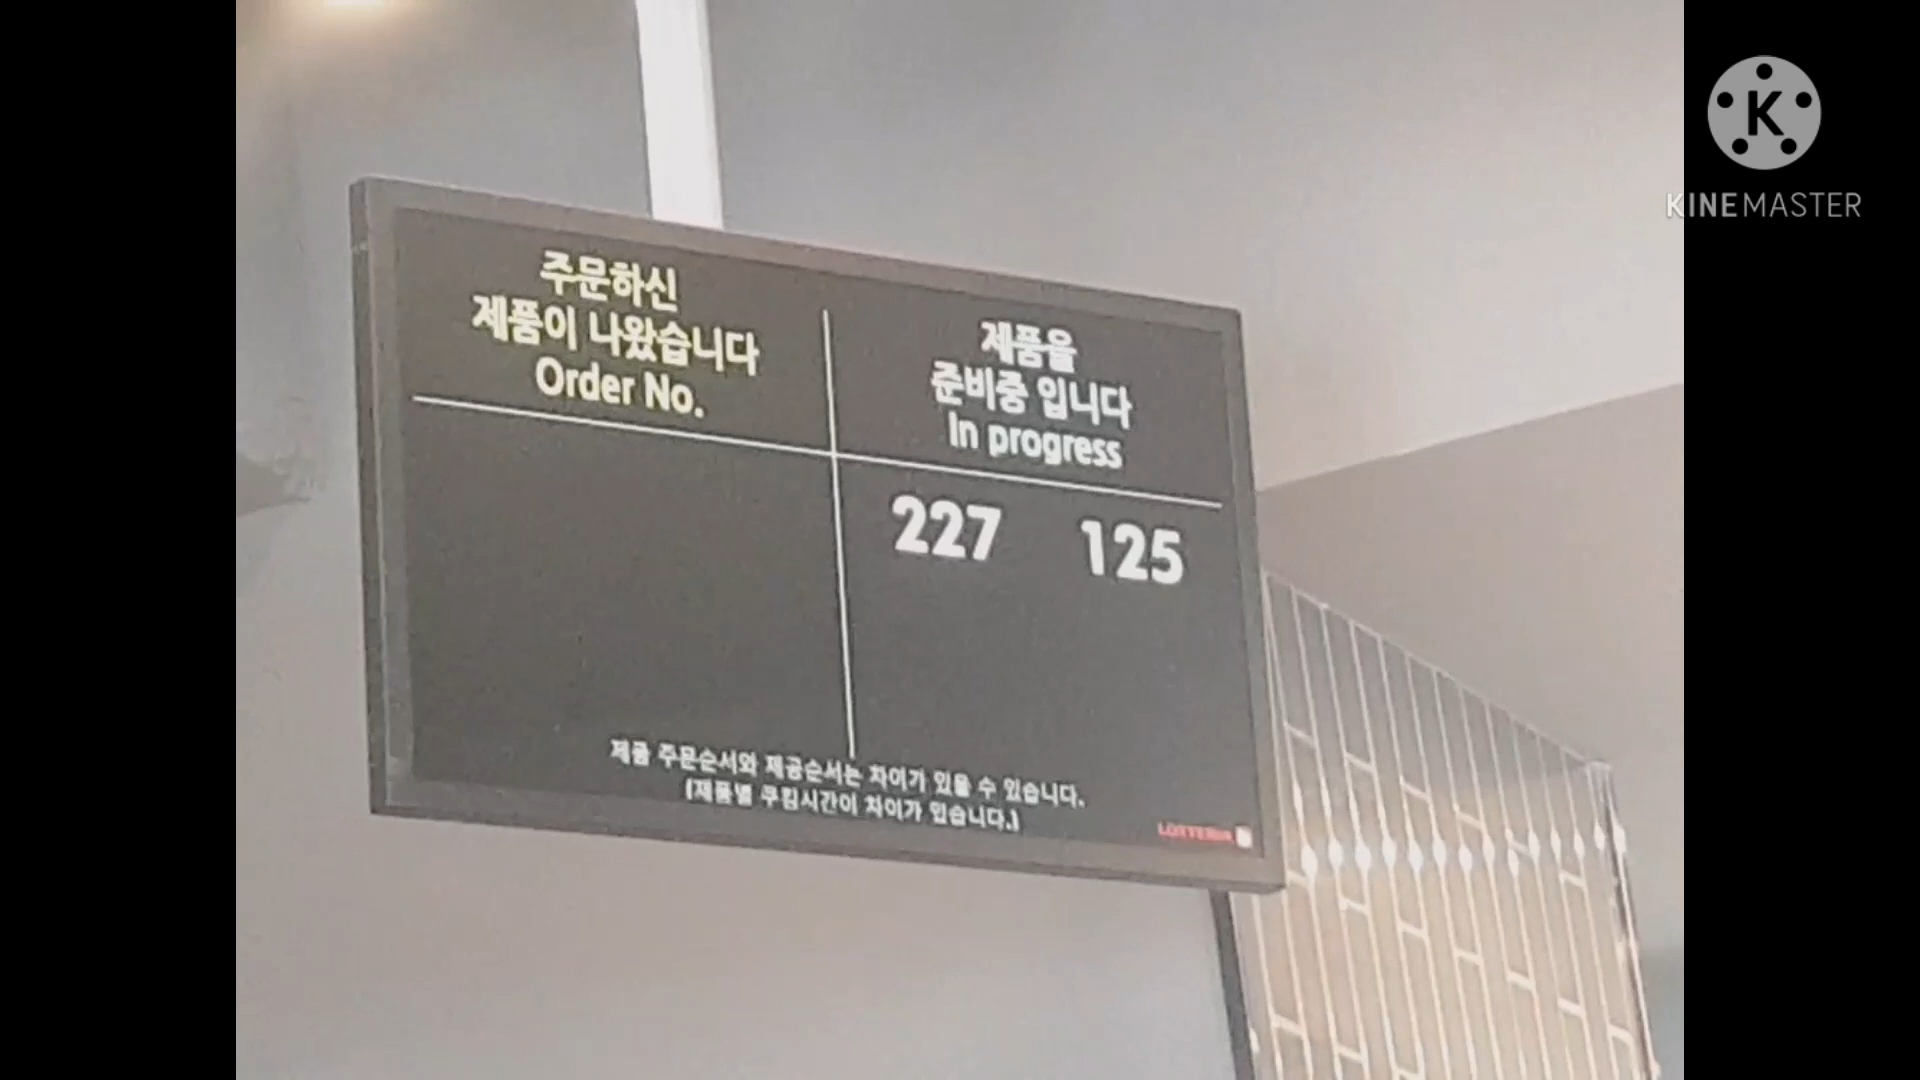 주문하신
제품이 나왔습니다
Order No.
제품을
준비중 입니다
In progress
227 125
제품 주문순서와 제공순서는 차이가 있을 수 있습니다.
(제품별 쿠킹시간이 차이가 있습니다.)
LOTTERIA
K
KINEMASTER